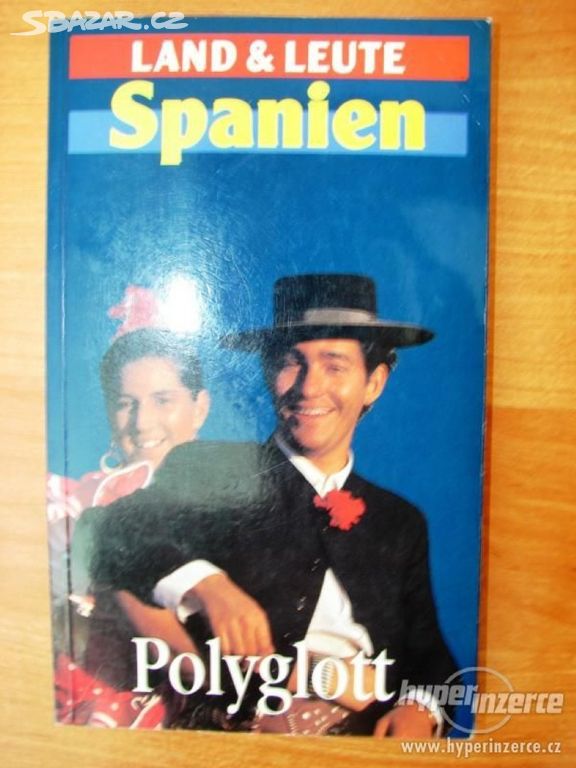 SBAZAR.CZ
LAND & LEUTE
Spanien
Polyglott
hyperinzerce
www.hyperinzerce.cz